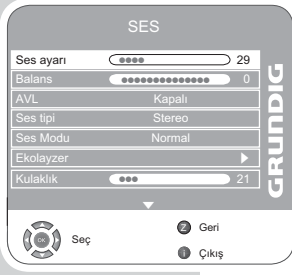 SES
Ses ayarı 29
Balans 0
AVL Kapalı
Ses tipi Stereo
Ses Modu Normal
Ekolayzer
Kulaklık 21
GRUNDIG
OK Seç
Z Geri
i Çıkış